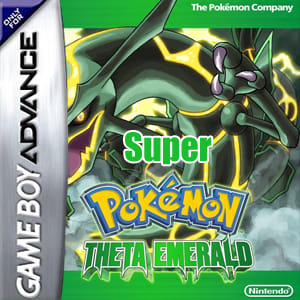 ONLY FOR
GAME BOY ADVANCE
The Pokémon Company
Super
POKéMON
THETA EMERALD
Nintendo